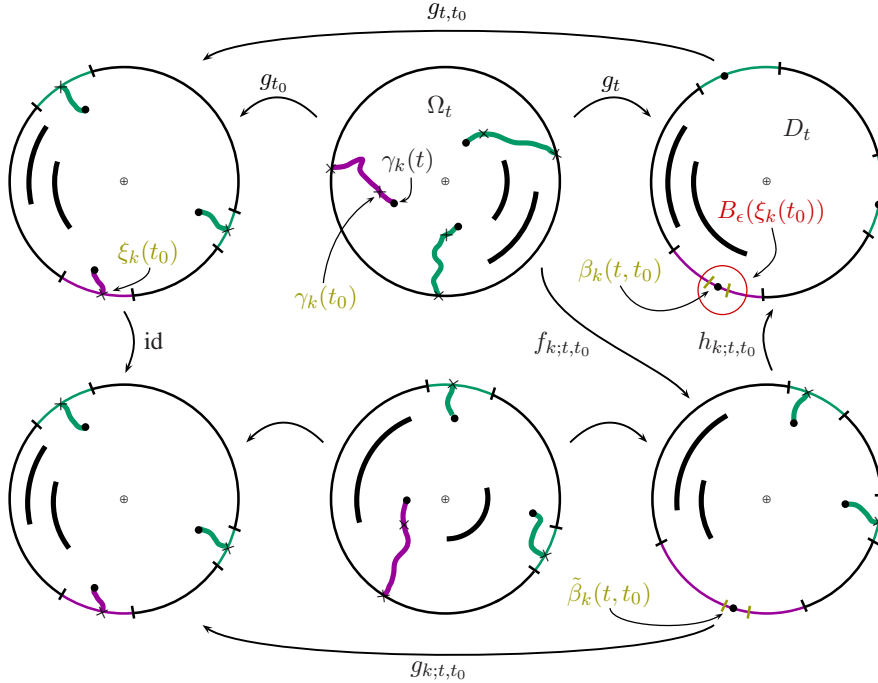 g_{t,t_0}
g_{t_0}
g_t
Ω_t
D_t
γ_k(t)
B_ϵ(ξ_k(t_0))
ξ_k(t_0)
γ_k(t_0)
β_k(t, t_0)
id
f_{k;t,t_0}
h_{k;t,t_0}
β̃_k(t, t_0)
g_{k;t,t_0}